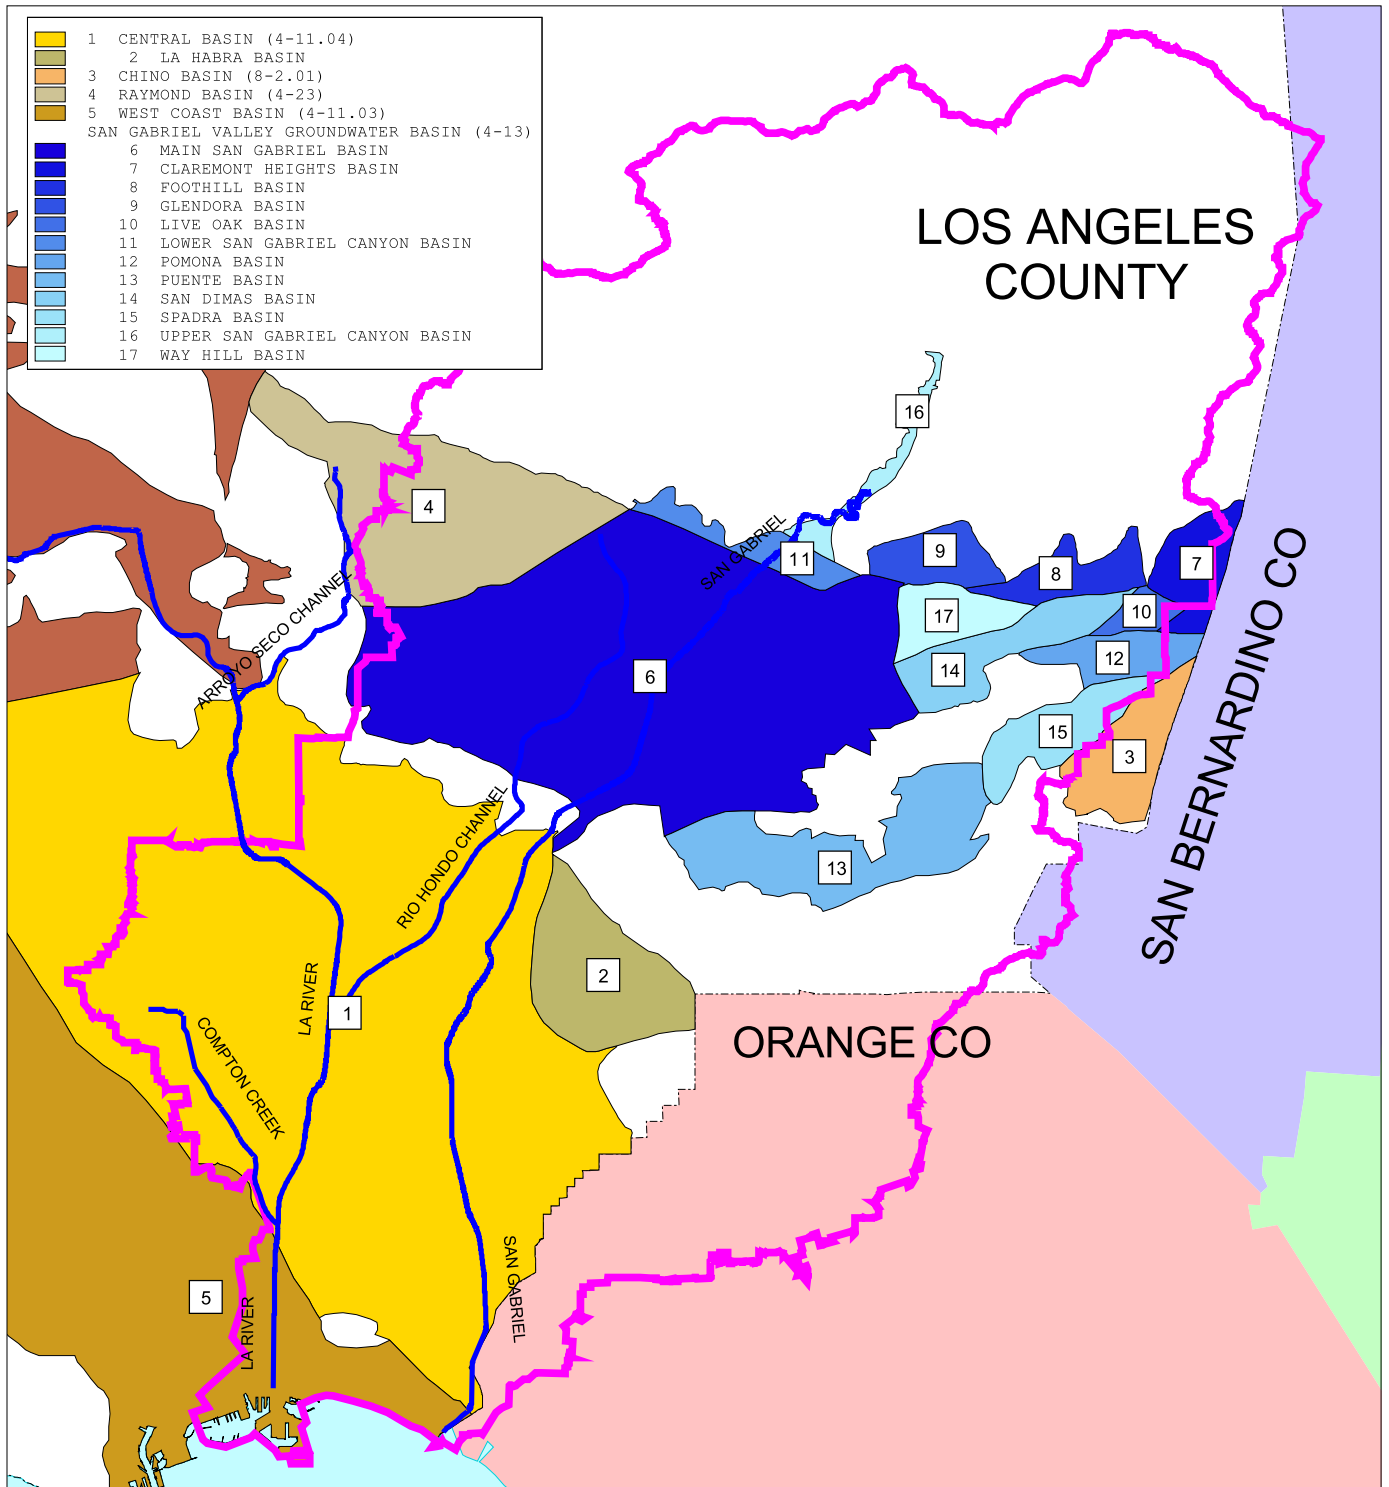 1 CENTRAL BASIN (4-11.04)
2 LA HABRA BASIN
3 CHINO BASIN (8-2.01)
4 RAYMOND BASIN (4-23)
5 WEST COAST BASIN (4-11.03)
SAN GABRIEL VALLEY GROUNDWATER BASIN (4-13)
6 MAIN SAN GABRIEL BASIN
7 CLAREMONT HEIGHTS BASIN
8 FOOTHILL BASIN
9 GLENDORA BASIN
10 LIVE OAK BASIN
11 LOWER SAN GABRIEL CANYON BASIN
12 POMONA BASIN
13 PUENTE BASIN
14 SAN DIMAS BASIN
15 SPADRA BASIN
16 UPPER SAN GABRIEL CANYON BASIN
17 WAY HILL BASIN
LOS ANGELES
COUNTY
16
4
SAN GABRIEL
11
9
8
7
17
10
ARROYO SECO CHANNEL
6
14
12
15
3
SAN BERNARDINO CO
RIO HONDO CHANNEL
13
2
LA RIVER
1
ORANGE CO
COMPTON CREEK
5
SAN GABRIEL
LA RIVER